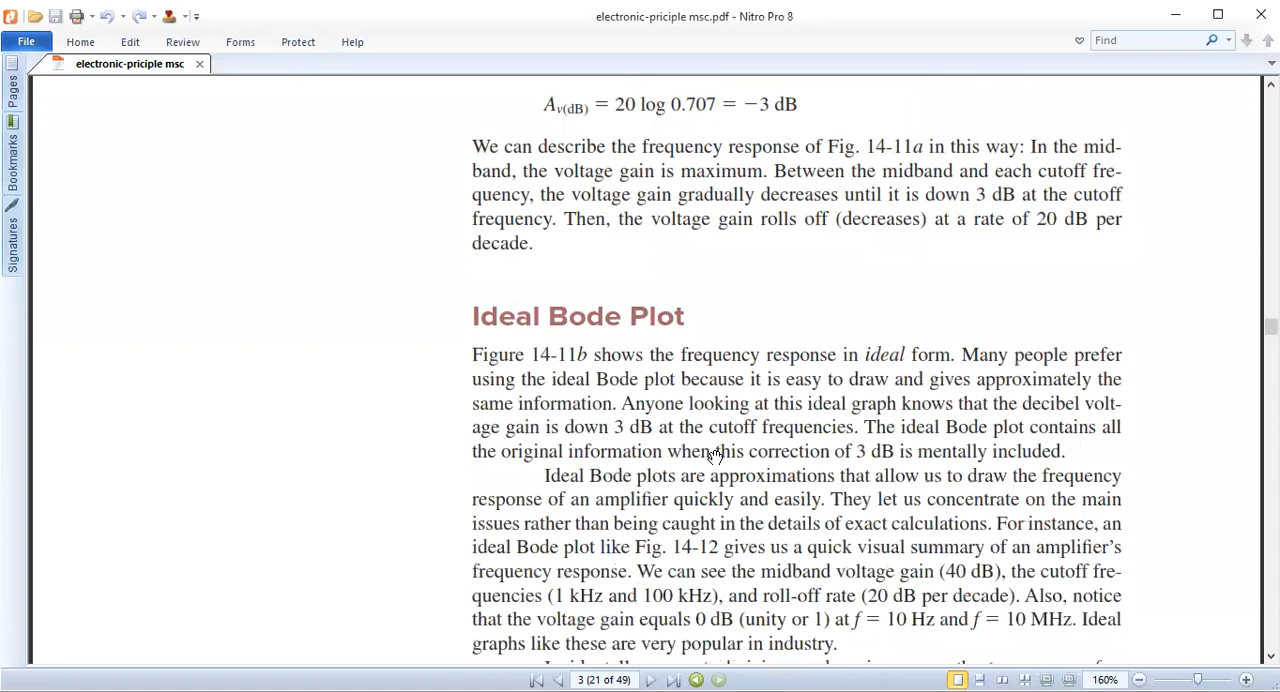 electronic-priciple msc.pdf - Nitro Pro 8
File Home Edit Review Forms Protect Help Find
electronic-priciple msc
Pages
Bookmarks
Signatures
Av(dB) = 20 log 0.707 = −3 dB
We can describe the frequency response of Fig. 14-11a in this way: In the mid-
band, the voltage gain is maximum. Between the midband and each cutoff fre-
quency, the voltage gain gradually decreases until it is down 3 dB at the cutoff
frequency. Then, the voltage gain rolls off (decreases) at a rate of 20 dB per
decade.
Ideal Bode Plot
Figure 14-11b shows the frequency response in ideal form. Many people prefer
using the ideal Bode plot because it is easy to draw and gives approximately the
same information. Anyone looking at this ideal graph knows that the decibel volt-
age gain is down 3 dB at the cutoff frequencies. The ideal Bode plot contains all
the original information when this correction of 3 dB is mentally included.
Ideal Bode plots are approximations that allow us to draw the frequency
response of an amplifier quickly and easily. They let us concentrate on the main
issues rather than being caught in the details of exact calculations. For instance, an
ideal Bode plot like Fig. 14-12 gives us a quick visual summary of an amplifier's
frequency response. We can see the midband voltage gain (40 dB), the cutoff fre-
quencies (1 kHz and 100 kHz), and roll-off rate (20 dB per decade). Also, notice
that the voltage gain equals 0 dB (unity or 1) at f = 10 Hz and f = 10 MHz. Ideal
graphs like these are very popular in industry.
3 (21 of 49) 160%